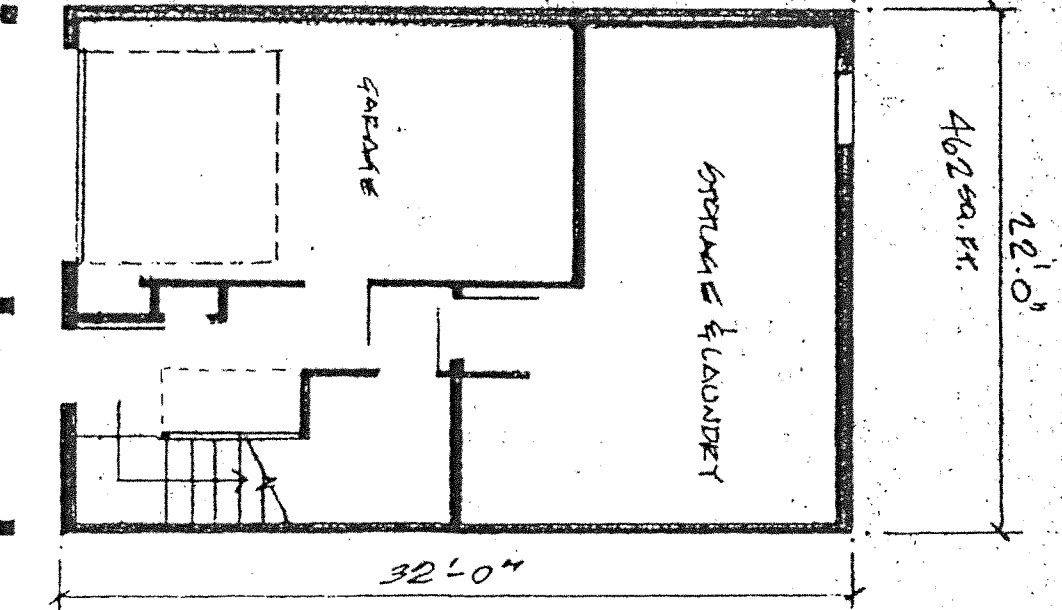 GARAGE
STORAGE & LAUNDRY
462 SQ. FT.
22'.0"
32'-0"